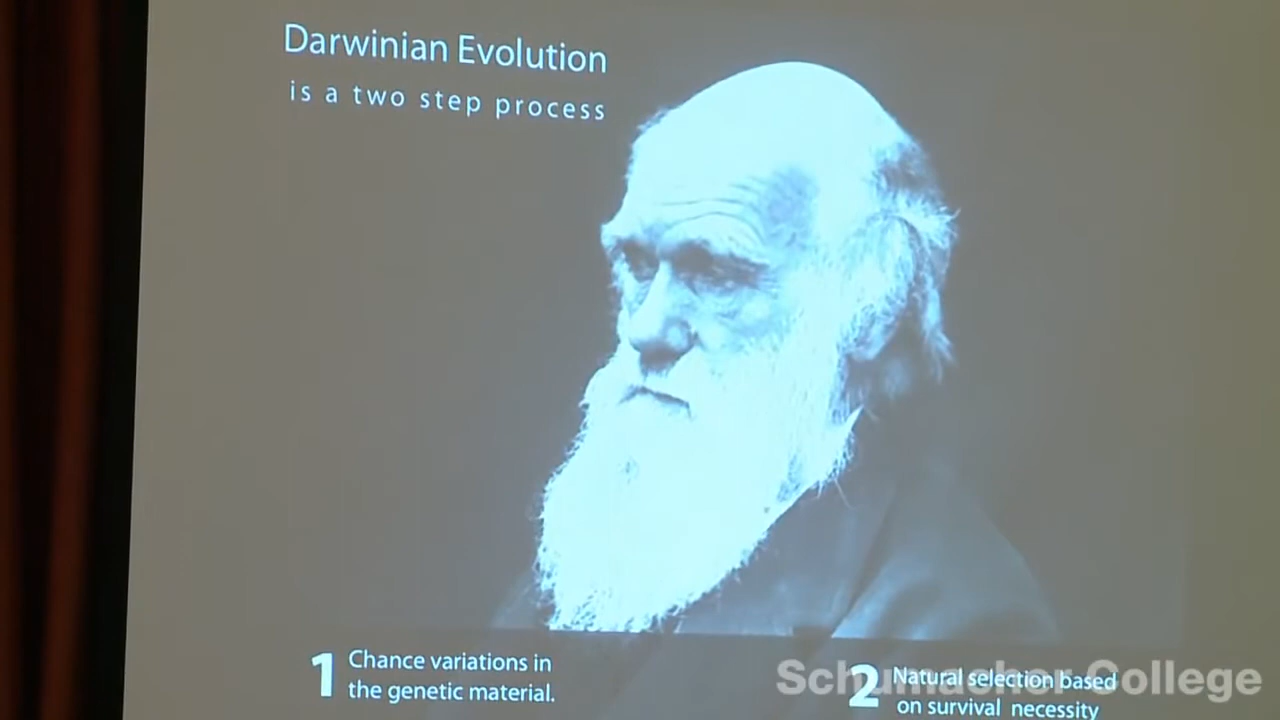 Darwinian Evolution
is a two step process
1 Chance variations in
the genetic material.
2 Natural selection based
on survival necessity
Schumacher College